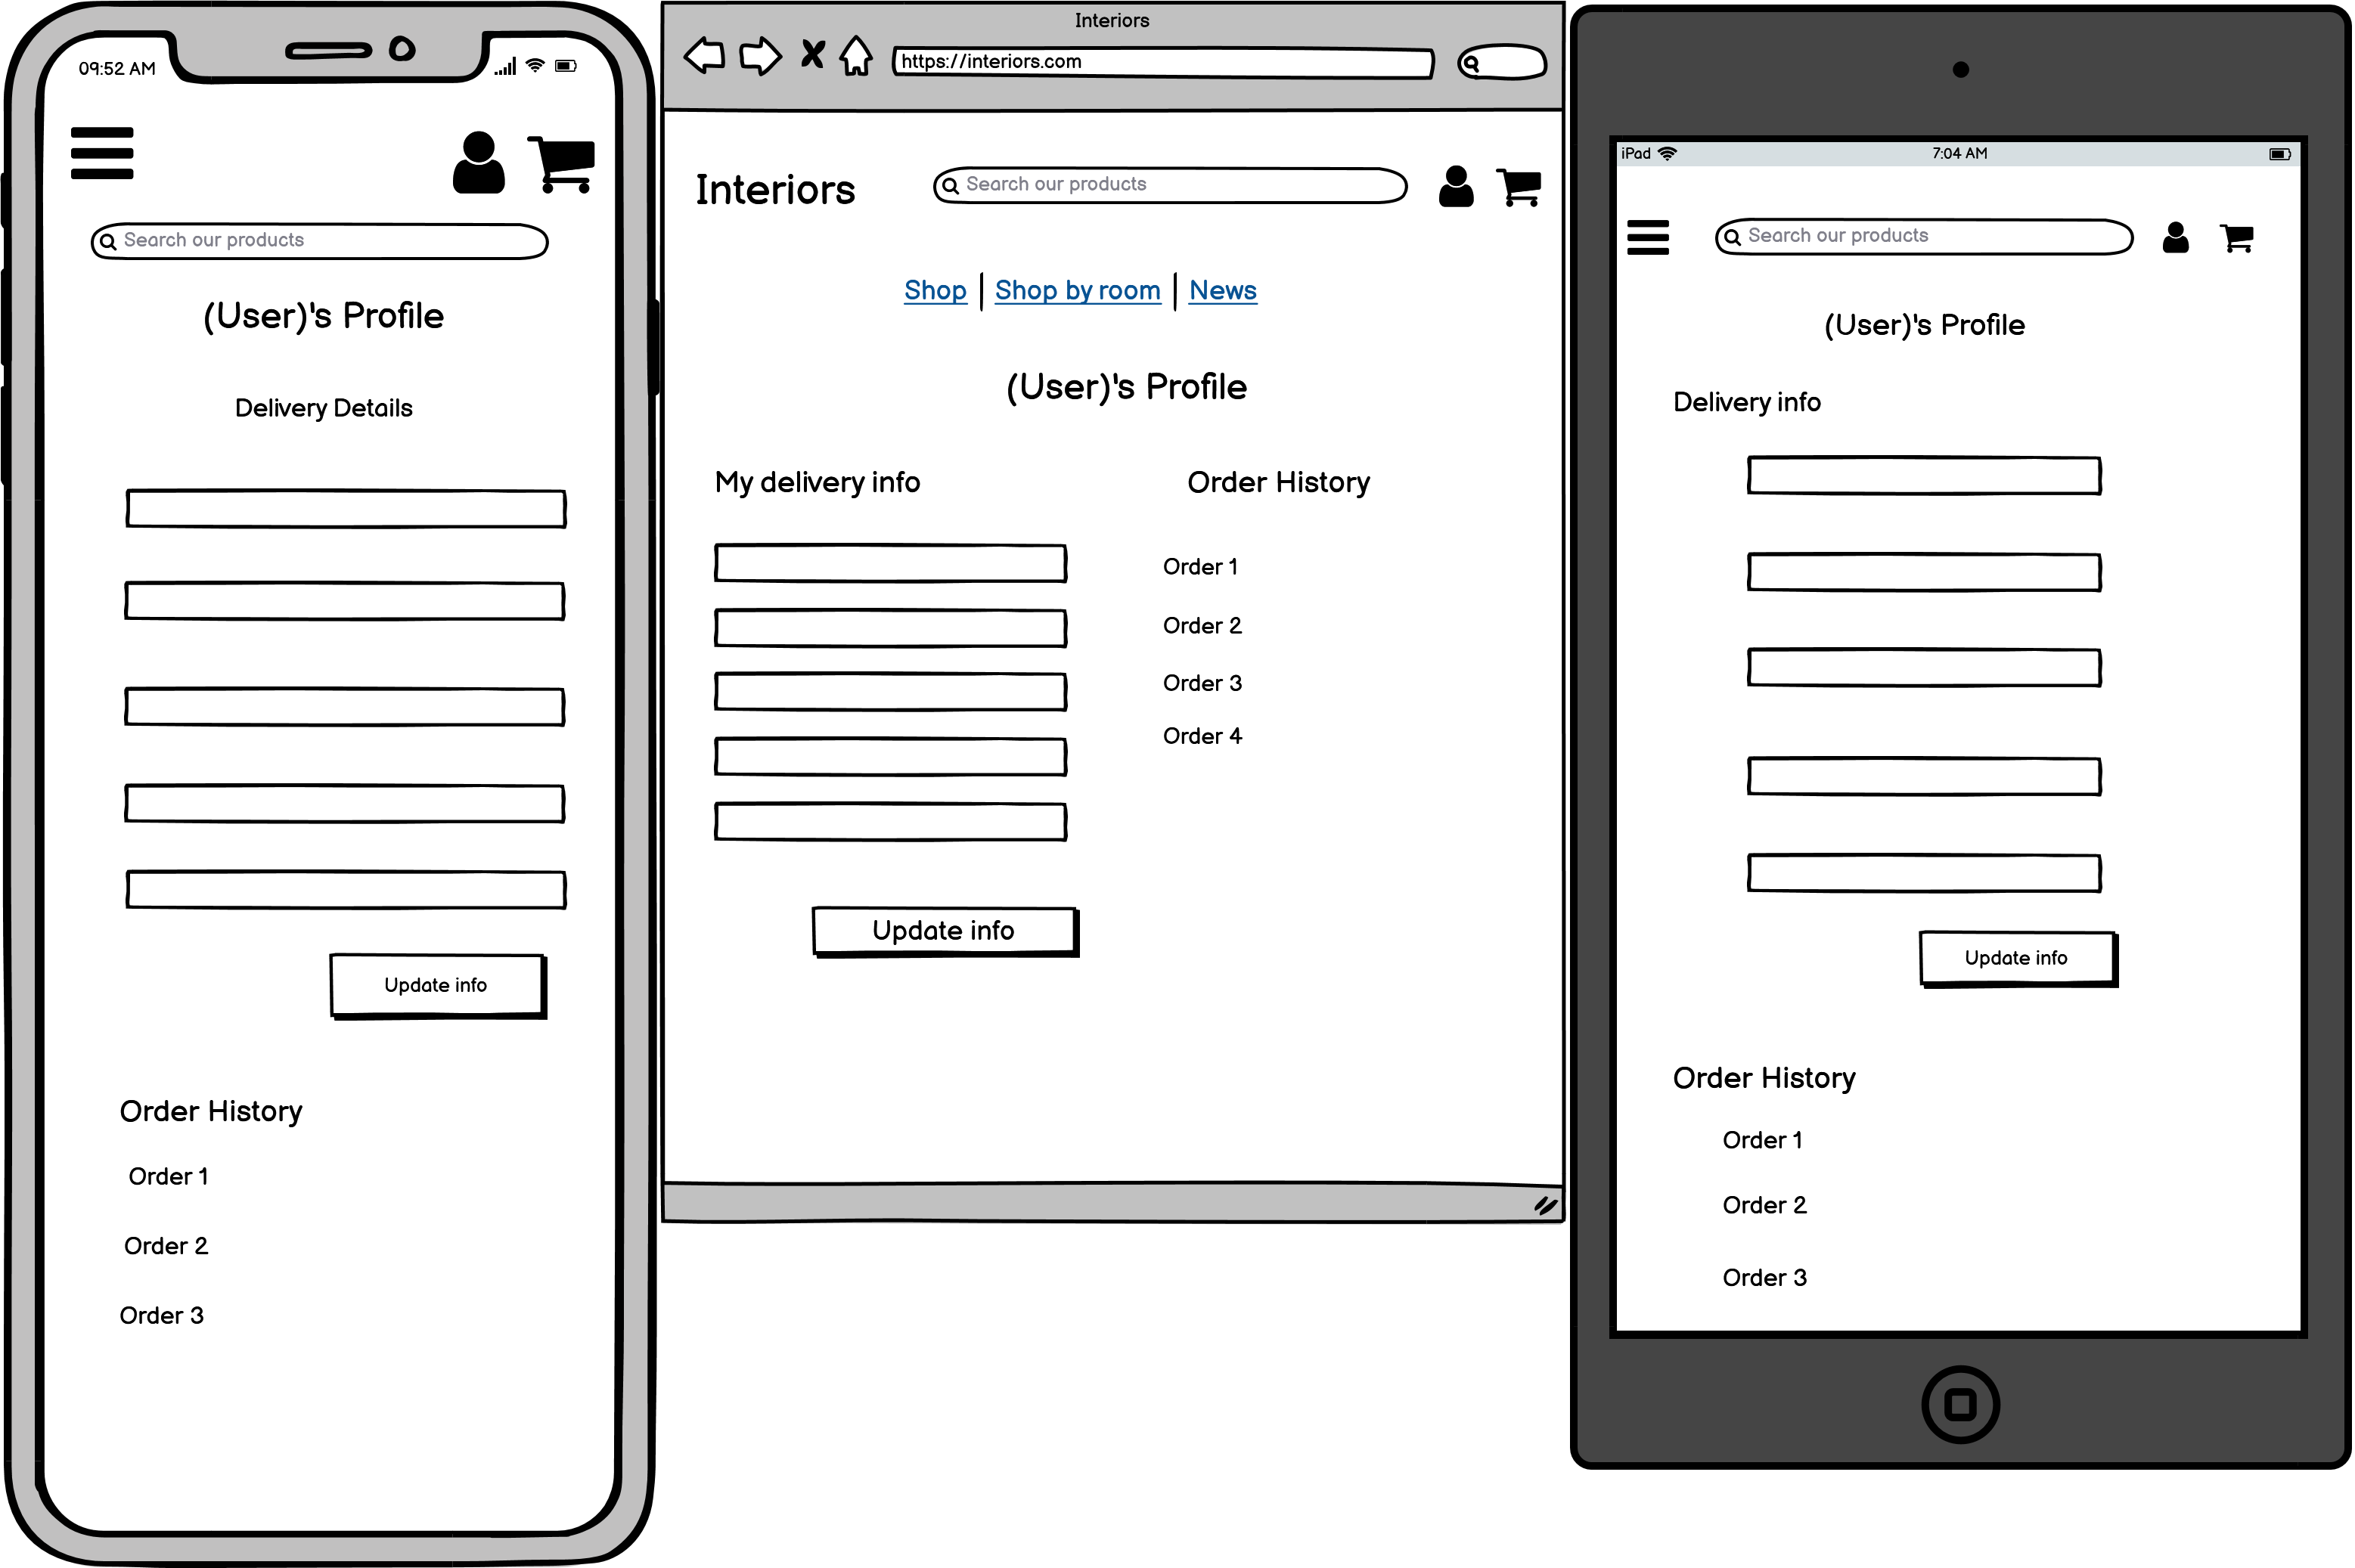 09:52 AM
Search our products
(User)'s Profile
Delivery Details
Update info
Order History
Order 1
Order 2
Order 3
Interiors
https://interiors.com
Interiors
Search our products
Shop | Shop by room | News
(User)'s Profile
My delivery info
Order History
Order 1
Order 2
Order 3
Order 4
Update info
iPad 7:04 AM
Search our products
(User)'s Profile
Delivery info
Update info
Order History
Order 1
Order 2
Order 3